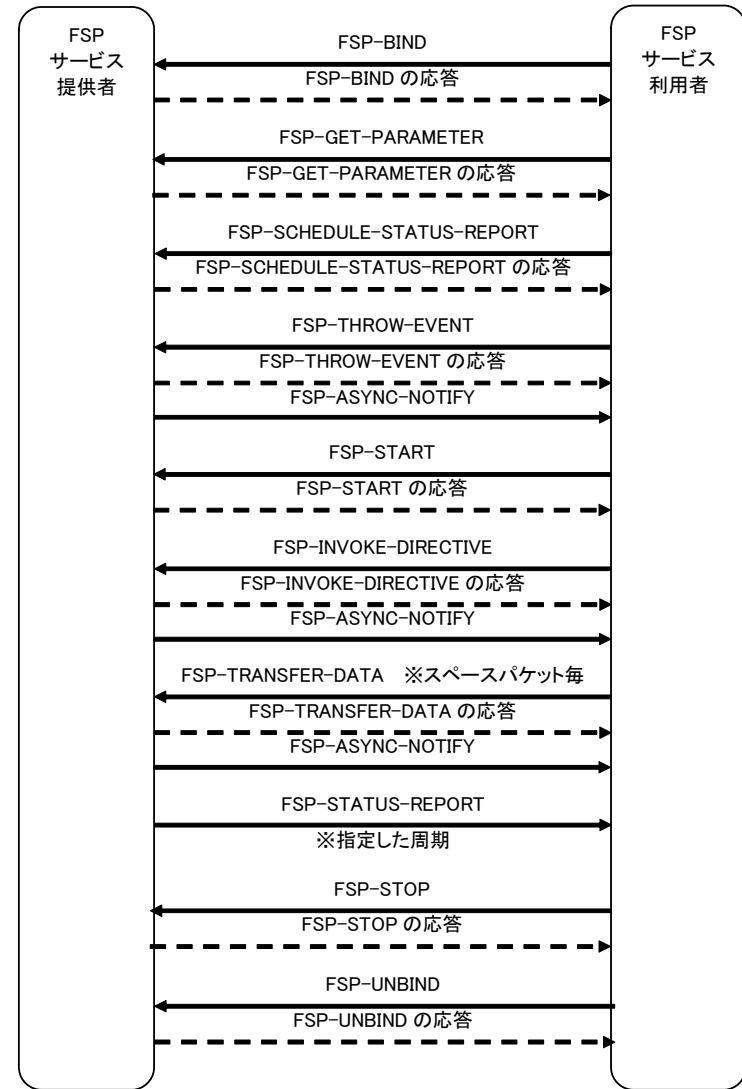 FSP
サービス
提供者
FSP
サービス
利用者
FSP-BIND
FSP-BIND の応答
FSP-GET-PARAMETER
FSP-GET-PARAMETER の応答
FSP-SCHEDULE-STATUS-REPORT
FSP-SCHEDULE-STATUS-REPORT の応答
FSP-THROW-EVENT
FSP-THROW-EVENT の応答
FSP-ASYNC-NOTIFY
FSP-START
FSP-START の応答
FSP-INVOKE-DIRECTIVE
FSP-INVOKE-DIRECTIVE の応答
FSP-ASYNC-NOTIFY
FSP-TRANSFER-DATA　※スペースパケット毎
FSP-TRANSFER-DATA の応答
FSP-ASYNC-NOTIFY
FSP-STATUS-REPORT
※指定した周期
FSP-STOP
FSP-STOP の応答
FSP-UNBIND
FSP-UNBIND の応答